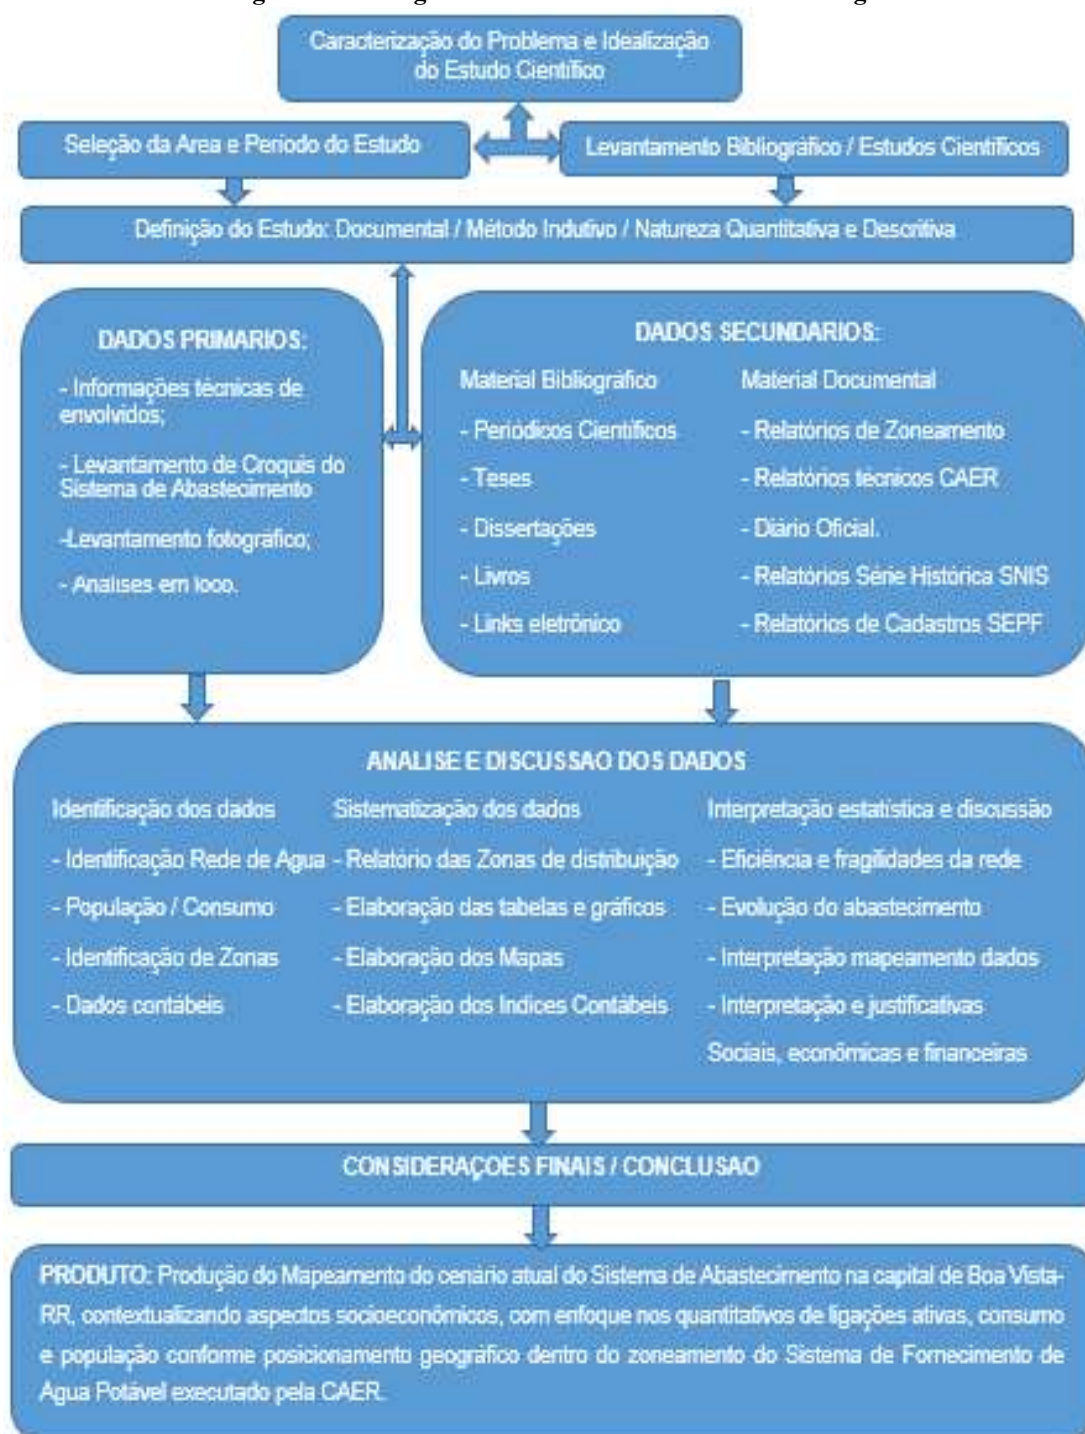 Caracterização do Problema e Idealização
do Estudo Científico
Seleção da Area e Período do Estudo
Levantamento Bibliográfico / Estudos Científicos
Definição do Estudo: Documental / Método Indutivo / Natureza Quantitativa e Descritiva
DADOS PRIMARIOS:
- Informações técnicas de
envolvidos;
- Levantamento de Croquis do
Sistema de Abastecimento
-Levantamento fotográfico;
- Analises em loco.
DADOS SECUNDARIOS:
Material Bibliográfico
- Periódicos Científicos
- Teses
- Dissertações
- Livros
- Links eletrônico
Material Documental
- Relatórios de Zoneamento
- Relatórios técnicos CAER
- Diário Oficial.
- Relatórios Série Histórica SNIS
- Relatórios de Cadastros SEPF
ANALISE E DISCUSSAO DOS DADOS
Identificação dos dados
- Identificação Rede de Agua
- População / Consumo
- Identificação de Zonas
- Dados contábeis
Sistematização dos dados
- Relatório das Zonas de distribuição
- Elaboração das tabelas e gráficos
- Elaboração dos Mapas
- Elaboração dos Indices Contábeis
Interpretação estatística e discussão
- Eficiência e fragilidades da rede
- Evolução do abastecimento
- Interpretação mapeamento dados
- Interpretação e justificativas
Sociais, econômicas e financeiras
CONSIDERAÇOES FINAIS / CONCLUSAO
PRODUTO: Produção do Mapeamento do cenário atual do Sistema de Abastecimento na capital de Boa Vista-
RR, contextualizando aspectos socioeconômicos, com enfoque nos quantitativos de ligações ativas, consumo
e população conforme posicionamento geográfico dentro do zoneamento do Sistema de Fornecimento de
Agua Potável executado pela CAER.